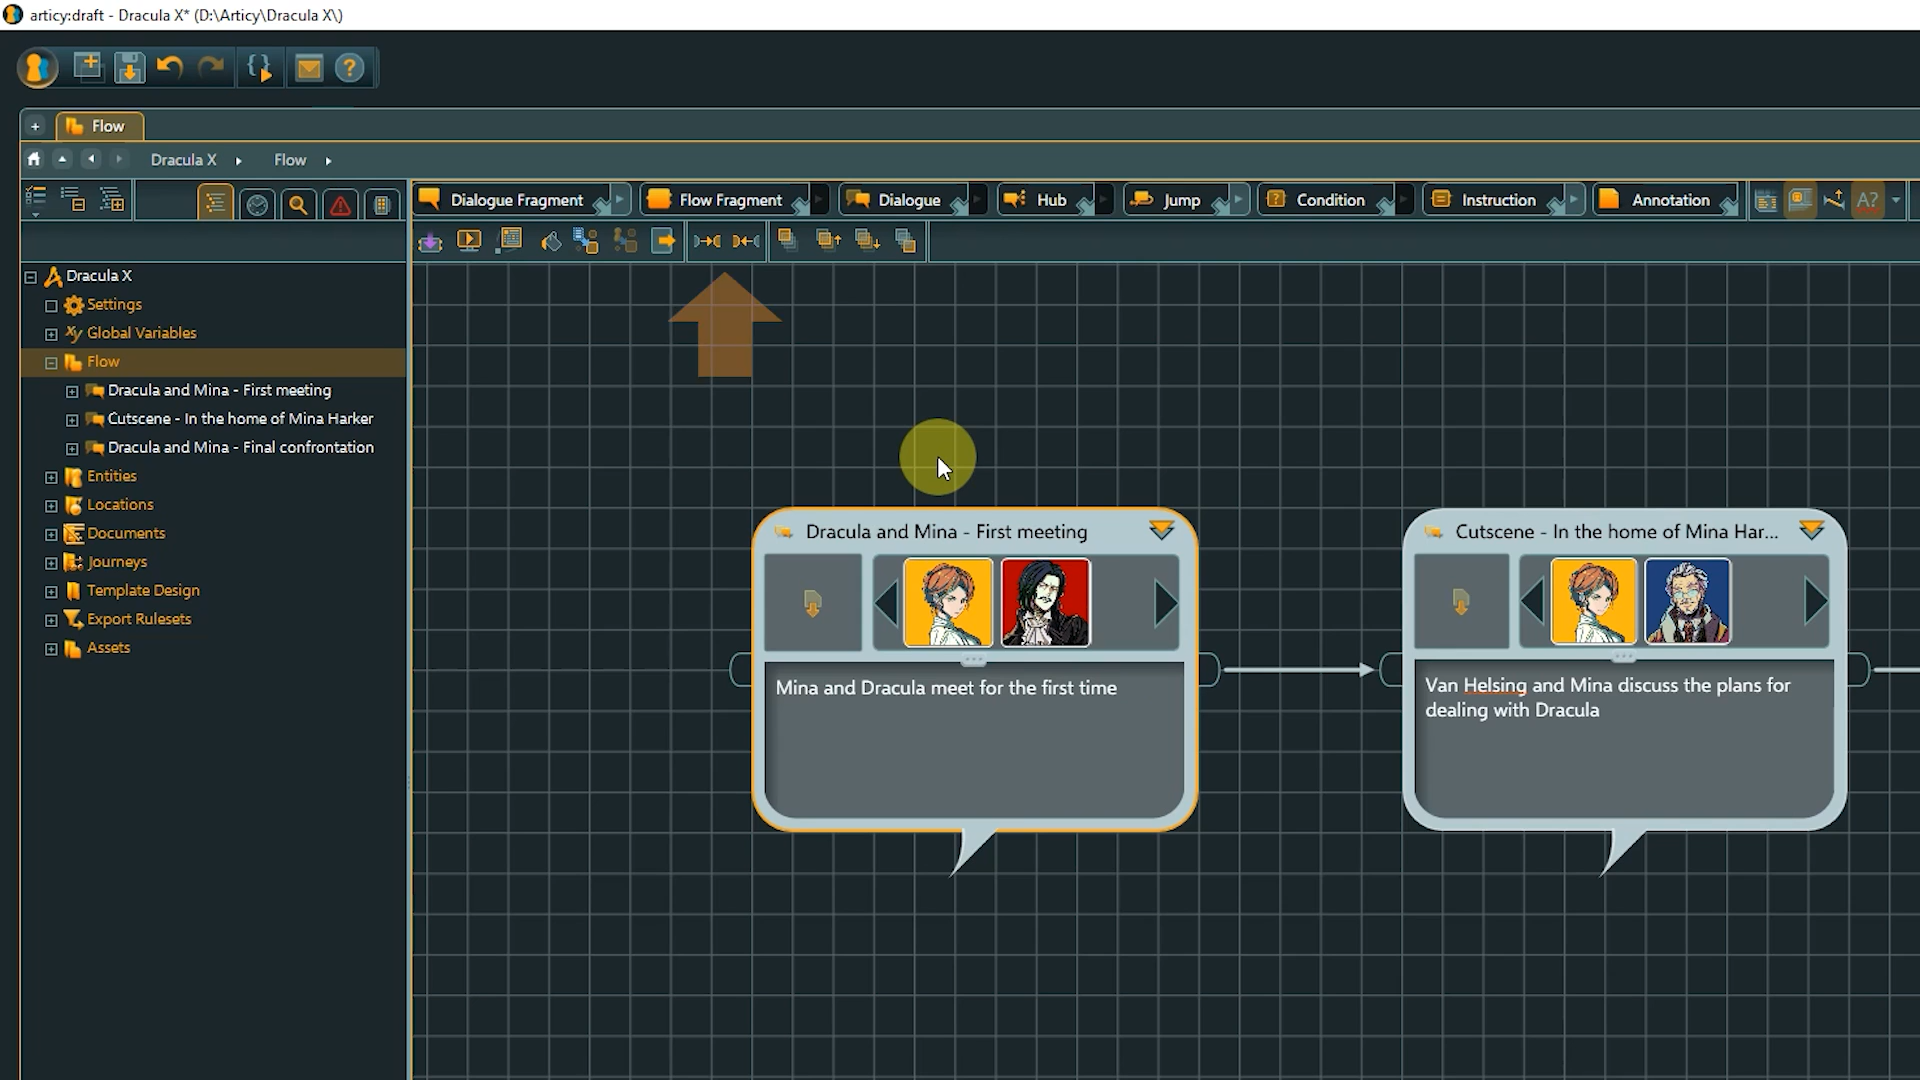 articy:draft - Dracula X* (D:\Articy\Dracula X\)
Flow
Dracula X
Flow
Dialogue Fragment
Flow Fragment
Dialogue
Hub
Jump
Condition
Instruction
Annotation
A?
Dracula X
Settings
Global Variables
Flow
Dracula and Mina - First meeting
Cutscene - In the home of Mina Harker
Dracula and Mina - Final confrontation
Entities
Locations
Documents
Journeys
Template Design
Export Rulesets
Assets
Dracula and Mina - First meeting
Mina and Dracula meet for the first time
Cutscene - In the home of Mina Har...
Van Helsing and Mina discuss the plans for
dealing with Dracula